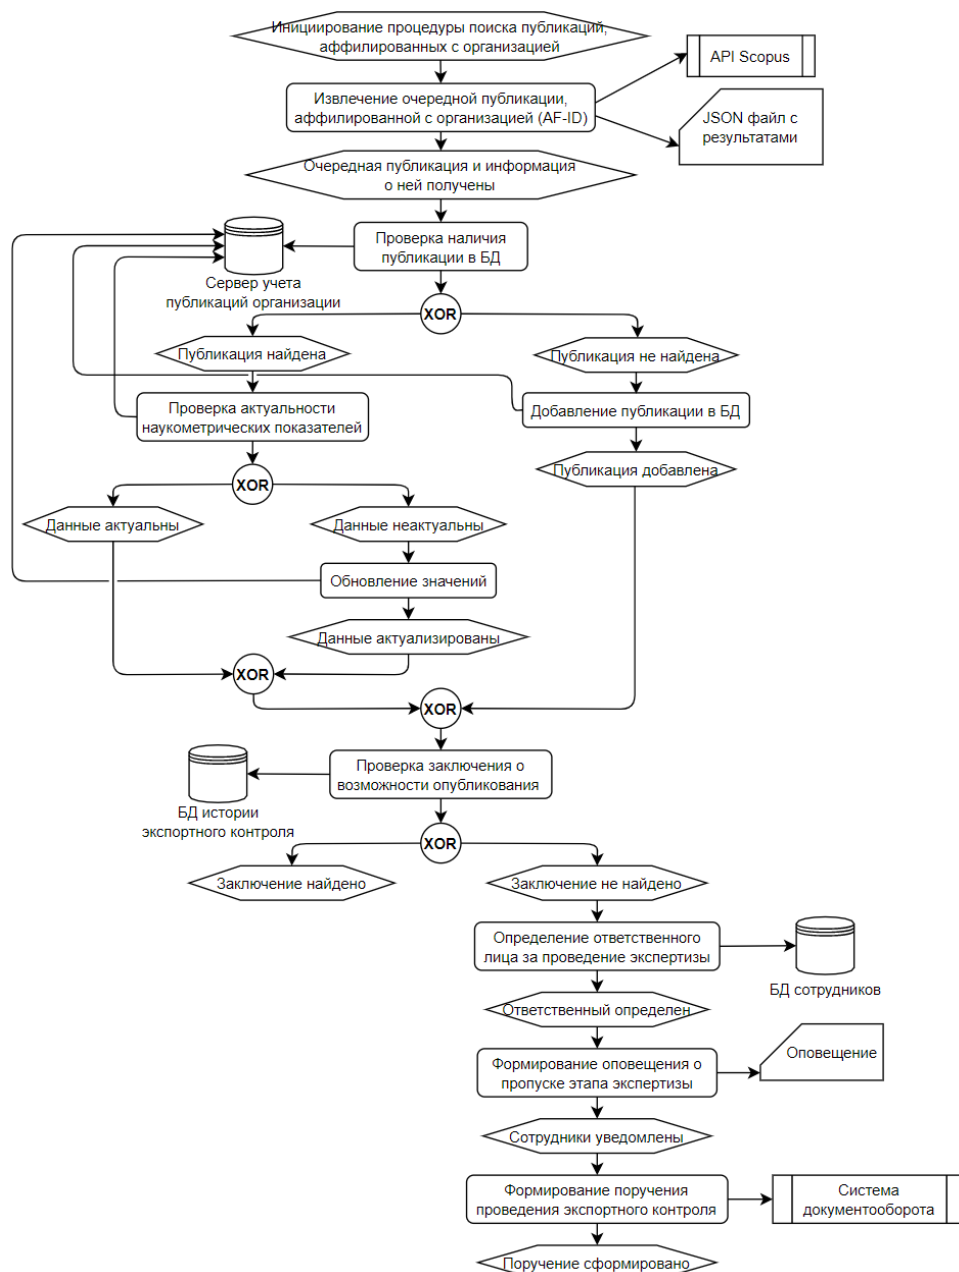 Инициирование процедуры поиска публикаций,
аффилированных с организацией
API Scopus
Извлечение очередной публикации,
аффилированной с организацией (AF-ID)
JSON файл с
результатами
Очередная публикация и информация
о ней получены
Проверка наличия
публикации в БД
Сервер учета
публикаций организации
XOR
Публикация найдена
Публикация не найдена
Проверка актуальности
наукометрических показателей
Добавление публикации в БД
Публикация добавлена
XOR
Данные актуальны
Данные неактуальны
Обновление значений
Данные актуализированы
XOR
XOR
Проверка заключения о
возможности опубликования
БД истории
экспортного контроля
XOR
Заключение найдено
Заключение не найдено
Определение ответственного
лица за проведение экспертизы
БД сотрудников
Ответственный определен
Формирование оповещения о
пропуске этапа экспертизы
Оповещение
Сотрудники уведомлены
Формирование поручения
проведения экспортного контроля
Система
документооборота
Поручение сформировано